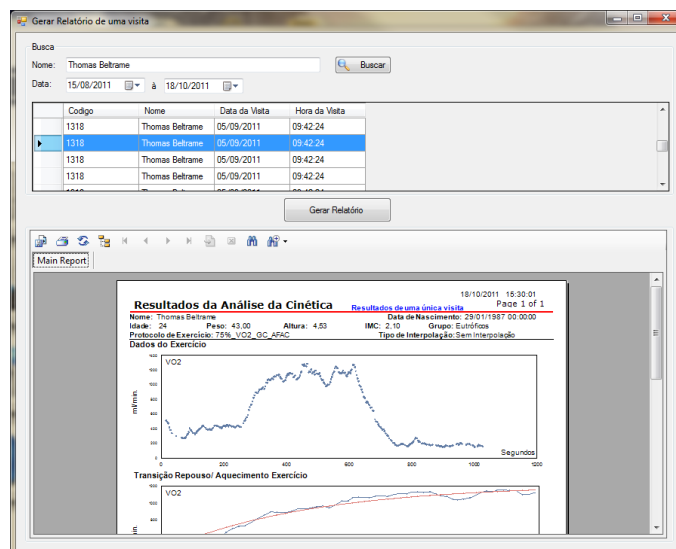 Gerar Relatório de uma visita
Busca
Nome: Thomas Beltrame Buscar
Data: 15/08/2011 à 18/10/2011
Codigo Nome Data da Visita Hora da Visita
1318 Thomas Beltrame 05/09/2011 09:42:24
1318 Thomas Beltrame 05/09/2011 09:42:24
1318 Thomas Beltrame 05/09/2011 09:42:24
1318 Thomas Beltrame 05/09/2011 09:42:24
Gerar Relatório
Main Report
18/10/2011 15:30:01
Resultados da Análise da Cinética Resultados de uma única visita Page 1 of 1
Nome: Thomas Beltrame Data de Nascimento: 29/01/1987 00:00:00
Idade: 24 Peso: 43,00 Altura: 4,53 IMC: 2,10 Grupo: Eutróficos
Protocolo de Exercício: 75%_VO2_GC_AFAC Tipo de Interpolação: Sem Interpolação
Dados do Exercício
VO2
ml/min.
Segundos
0 200 400 600 800 1000 1200
Transição Repouso/ Aquecimento Exercício
VO2